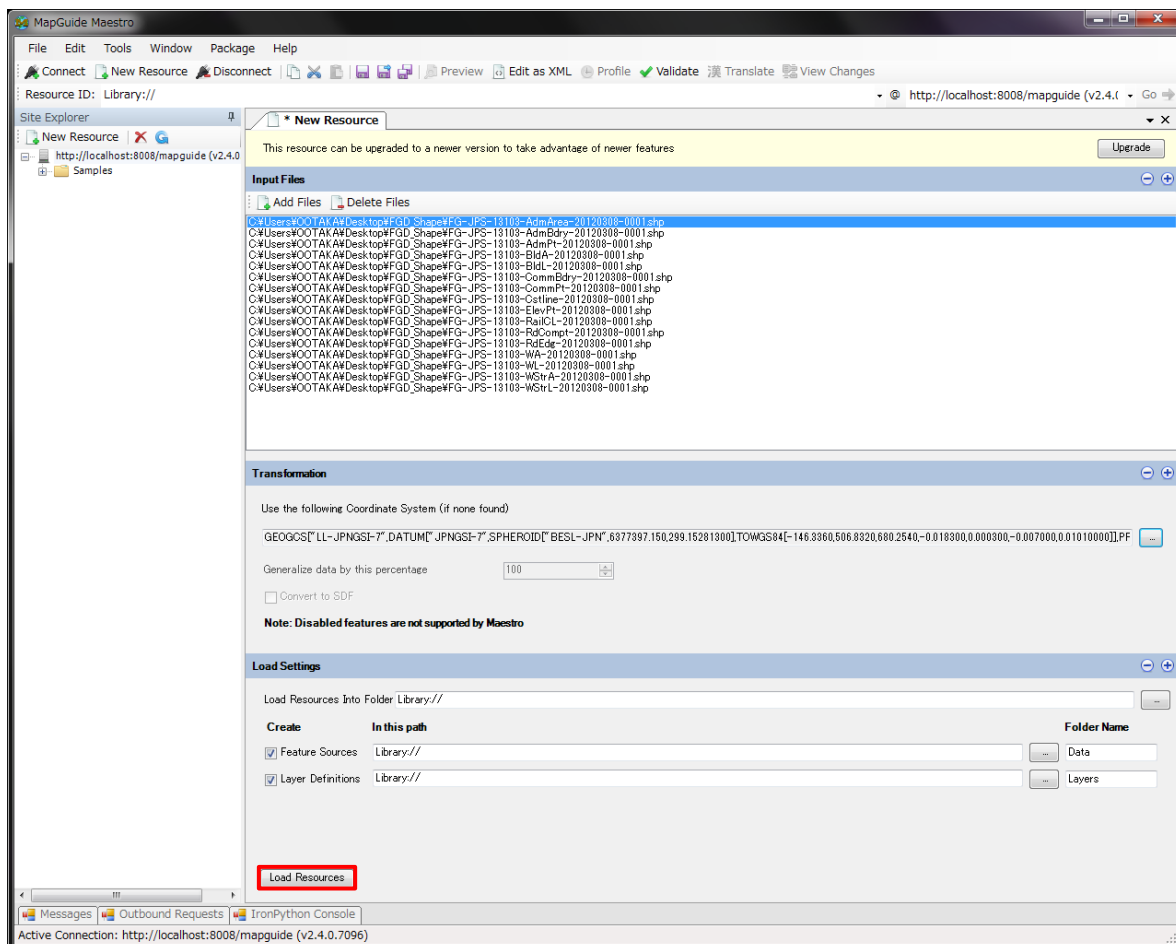 MapGuide Maestro
File Edit Tools Window Package Help
Connect New Resource Disconnect Preview Edit as XML Profile Validate 漢 Translate View Changes
Resource ID: Library:// @ http://localhost:8008/mapguide (v2.4.( Go
Site Explorer
* New Resource
New Resource
http://localhost:8008/mapguide (v2.4.0
Samples
This resource can be upgraded to a newer version to take advantage of newer features
Upgrade
Input Files
Add Files Delete Files
C:¥Users¥OOTAKA¥Desktop¥FGD_Shape¥FG-JPS-13103-AdmArea-20120308-0001.shp
C:¥Users¥OOTAKA¥Desktop¥FGD_Shape¥FG-JPS-13103-AdmBdry-20120308-0001.shp
C:¥Users¥OOTAKA¥Desktop¥FGD_Shape¥FG-JPS-13103-AdmPt-20120308-0001.shp
C:¥Users¥OOTAKA¥Desktop¥FGD_Shape¥FG-JPS-13103-BldA-20120308-0001.shp
C:¥Users¥OOTAKA¥Desktop¥FGD_Shape¥FG-JPS-13103-BldL-20120308-0001.shp
C:¥Users¥OOTAKA¥Desktop¥FGD_Shape¥FG-JPS-13103-CommBdry-20120308-0001.shp
C:¥Users¥OOTAKA¥Desktop¥FGD_Shape¥FG-JPS-13103-CommPt-20120308-0001.shp
C:¥Users¥OOTAKA¥Desktop¥FGD_Shape¥FG-JPS-13103-Cstline-20120308-0001.shp
C:¥Users¥OOTAKA¥Desktop¥FGD_Shape¥FG-JPS-13103-ElevPt-20120308-0001.shp
C:¥Users¥OOTAKA¥Desktop¥FGD_Shape¥FG-JPS-13103-RailCL-20120308-0001.shp
C:¥Users¥OOTAKA¥Desktop¥FGD_Shape¥FG-JPS-13103-RdCompt-20120308-0001.shp
C:¥Users¥OOTAKA¥Desktop¥FGD_Shape¥FG-JPS-13103-RdEdg-20120308-0001.shp
C:¥Users¥OOTAKA¥Desktop¥FGD_Shape¥FG-JPS-13103-WA-20120308-0001.shp
C:¥Users¥OOTAKA¥Desktop¥FGD_Shape¥FG-JPS-13103-WL-20120308-0001.shp
C:¥Users¥OOTAKA¥Desktop¥FGD_Shape¥FG-JPS-13103-WStrA-20120308-0001.shp
C:¥Users¥OOTAKA¥Desktop¥FGD_Shape¥FG-JPS-13103-WStrL-20120308-0001.shp
Transformation
Use the following Coordinate System (if none found)
GEOGCS["LL-JPNGSI-7",DATUM["JPNGSI-7",SPHEROID["BESL-JPN",6377397.150,299.15281300],TOWGS84[-146.3360,506.8320,680.2540,-0.018300,0.000300,-0.007000,0.01010000]],PF
...
Generalize data by this percentage 100
Convert to SDF
Note: Disabled features are not supported by Maestro
Load Settings
Load Resources Into Folder Library:// ...
Create In this path Folder Name
Feature Sources Library:// ... Data
Layer Definitions Library:// ... Layers
Load Resources
Messages Outbound Requests IronPython Console
Active Connection: http://localhost:8008/mapguide (v2.4.0.7096)